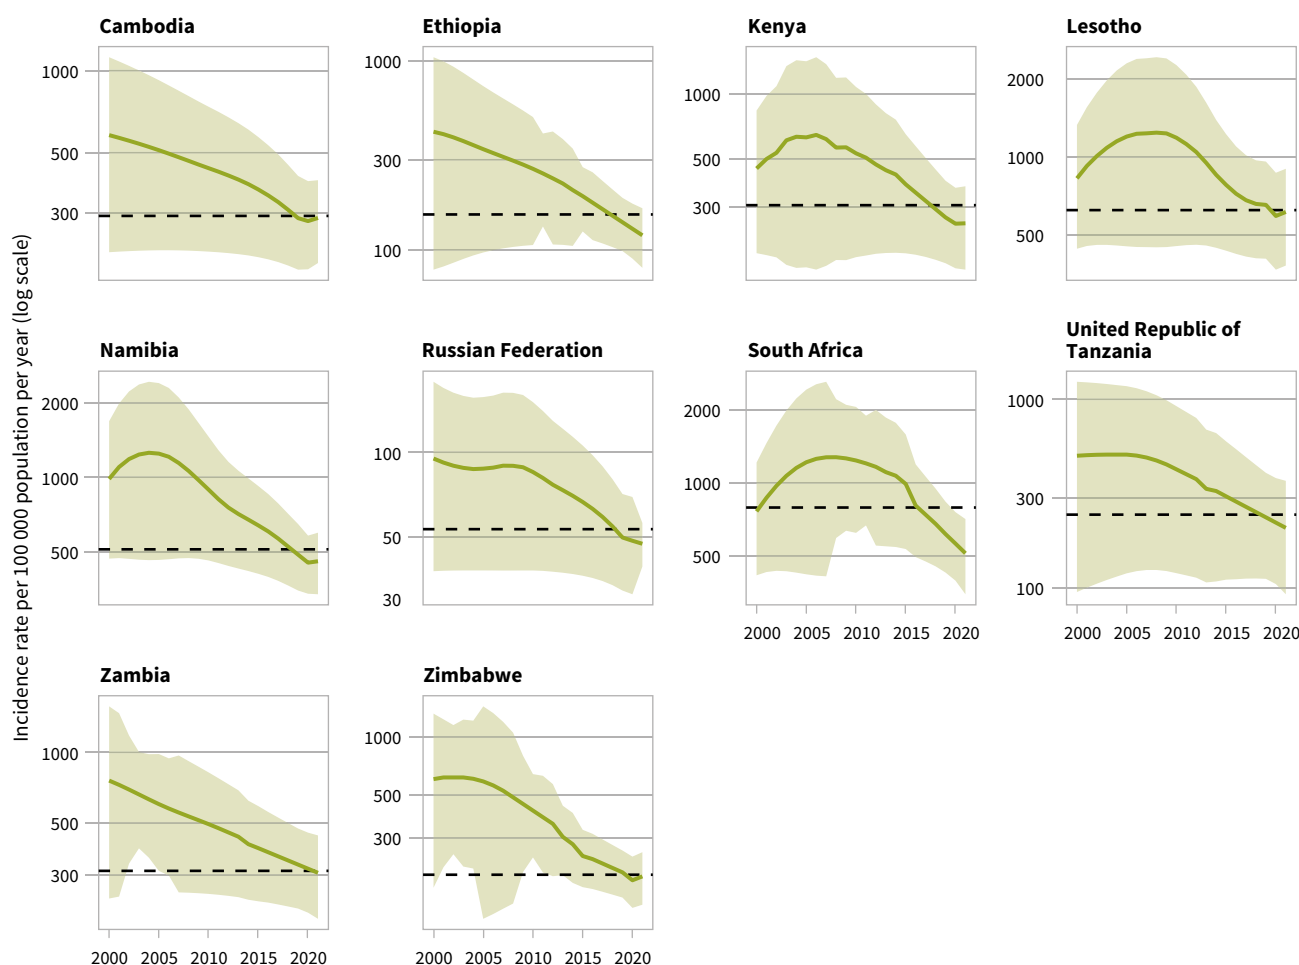 Incidence rate per 100 000 population per year (log scale)
Cambodia
1000
500
300
Ethiopia
1000
300
100
Kenya
1000
500
300
Lesotho
2000
1000
500
Namibia
2000
1000
500
Russian Federation
100
50
30
South Africa
2000
1000
500
2000 2005 2010 2015 2020
United Republic of
Tanzania
1000
300
100
2000 2005 2010 2015 2020
Zambia
1000
500
300
2000 2005 2010 2015 2020
Zimbabwe
1000
500
300
2000 2005 2010 2015 2020